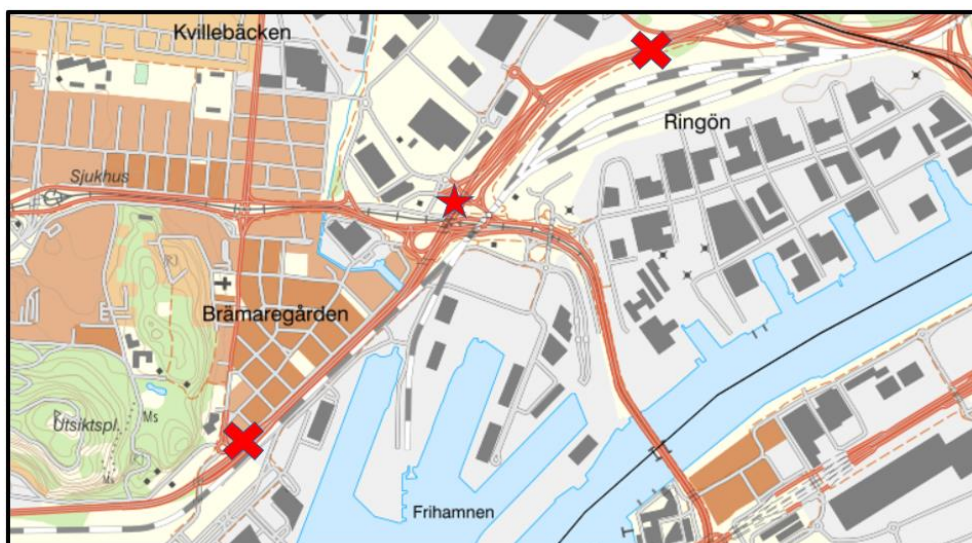 Kvillebäcken
Ringön
Sjukhus
Brämaregården
Utsiktspl.
Ms
Ms
Frihamnen